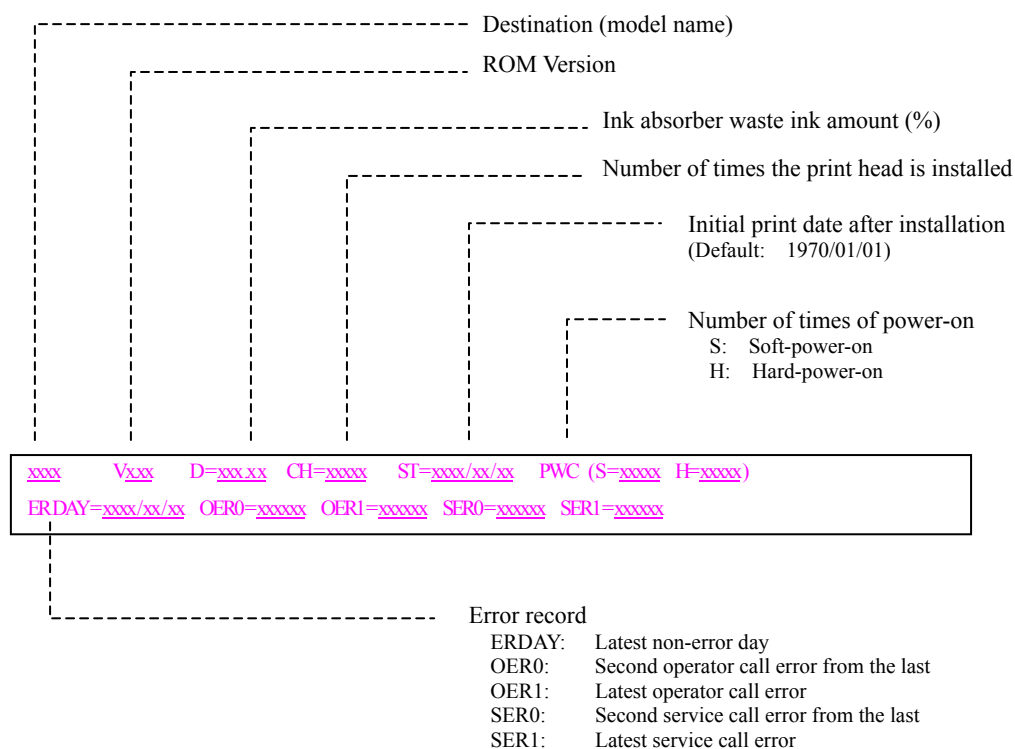 Destination (model name)
ROM Version
Ink absorber waste ink amount (%)
Number of times the print head is installed
Initial print date after installation
(Default: 1970/01/01)
Number of times of power-on
S: Soft-power-on
H: Hard-power-on
xxxx Vxxx D=xxx.xx CH=xxxxx ST=xxxx/xx/xx PWC (S=xxxxx H=xxxxx)
ERDAY=xxxx/xx/xx OER0=xxxxxx OER1=xxxxxx SER0=xxxxxx SER1=xxxxxx
Error record
ERDAY: Latest non-error day
OER0: Second operator call error from the last
OER1: Latest operator call error
SER0: Second service call error from the last
SER1: Latest service call error